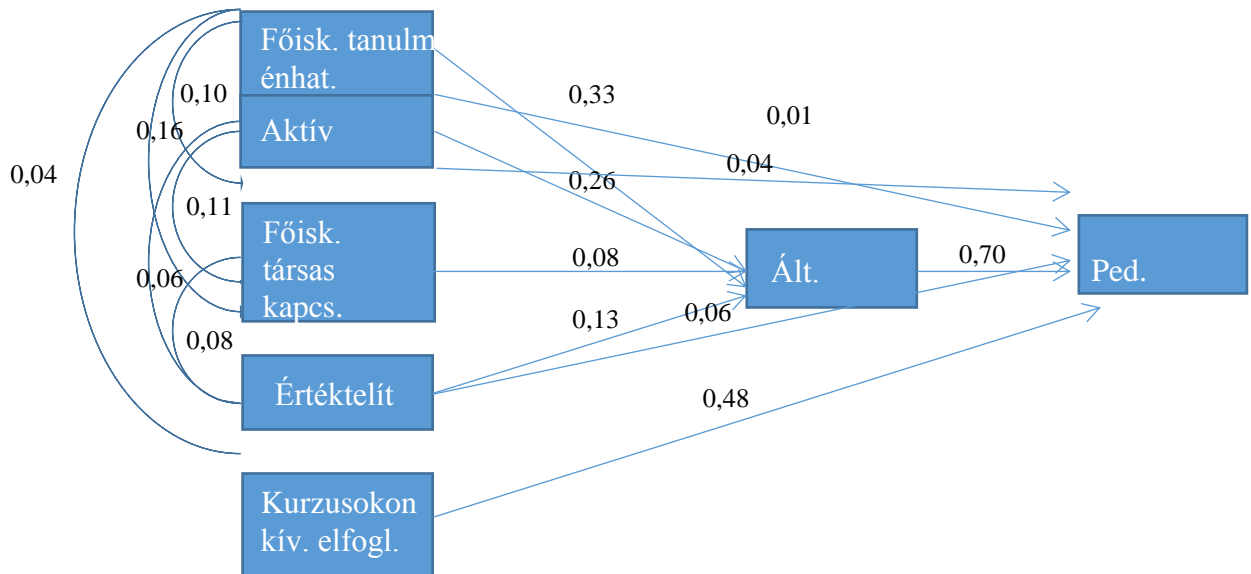 Főisk. tanulm
énhat.
0,10
0,33
0,01
Aktív
0,16
0,04
0,04
0,26
0,11
Főisk.
társas
kapcs.
0,08
Ált.
0,70
Ped.
0,06
0,13
0,06
0,08
Értéktelít
0,48
Kurzusokon
kív. elfogl.